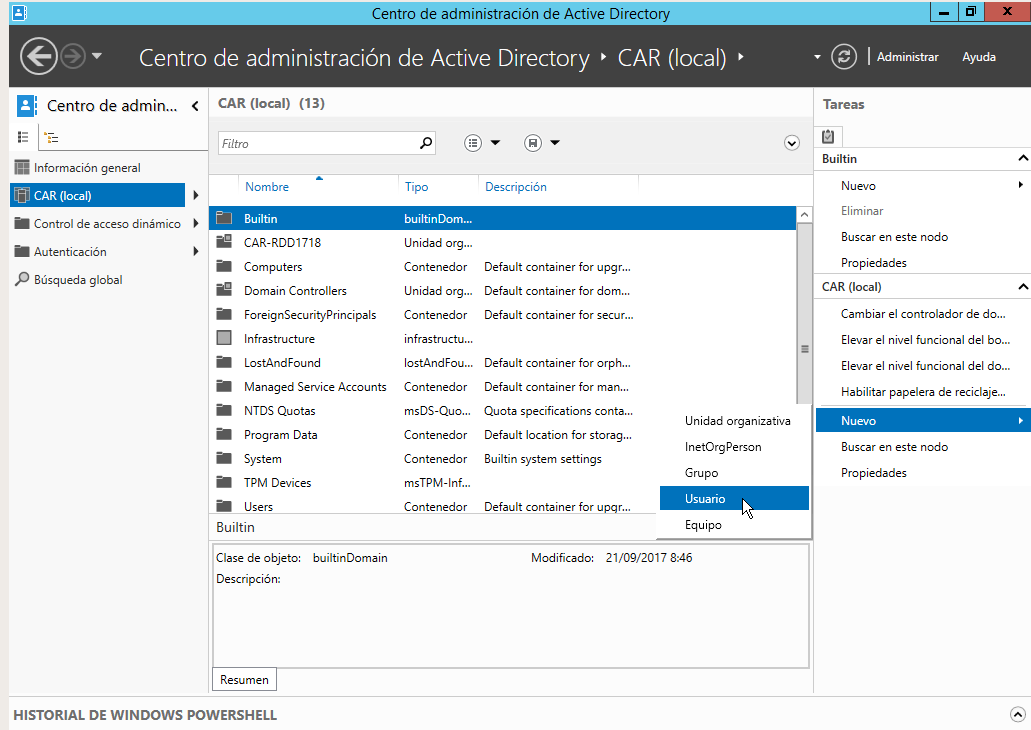 Centro de administración de Active Directory
Centro de administración de Active Directory CAR (local)
Administrar Ayuda
Centro de admin...
Información general
CAR (local)
Control de acceso dinámico
Autenticación
Búsqueda global
CAR (local) (13)
Filtro
Nombre Tipo Descripción
Builtin builtinDom...
CAR-RDD1718 Unidad org...
Computers Contenedor Default container for upgr...
Domain Controllers Unidad org... Default container for dom...
ForeignSecurityPrincipals Contenedor Default container for secur...
Infrastructure infrastructu...
LostAndFound lostAndFou... Default container for orph...
Managed Service Accounts Contenedor Default container for man...
NTDS Quotas msDS-Quo... Quota specifications conta...
Program Data Contenedor Default location for storag...
System Contenedor Builtin system settings
TPM Devices msTPM-Inf...
Users Contenedor Default container for upgr...
Unidad organizativa
InetOrgPerson
Grupo
Usuario
Equipo
Builtin
Clase de objeto: builtinDomain Modificado: 21/09/2017 8:46
Descripción:
Resumen
Tareas
Builtin
Nuevo
Eliminar
Buscar en este nodo
Propiedades
CAR (local)
Cambiar el controlador de do...
Elevar el nivel funcional del bo...
Elevar el nivel funcional del do...
Habilitar papelera de reciclaje...
Nuevo
Buscar en este nodo
Propiedades
HISTORIAL DE WINDOWS POWERSHELL